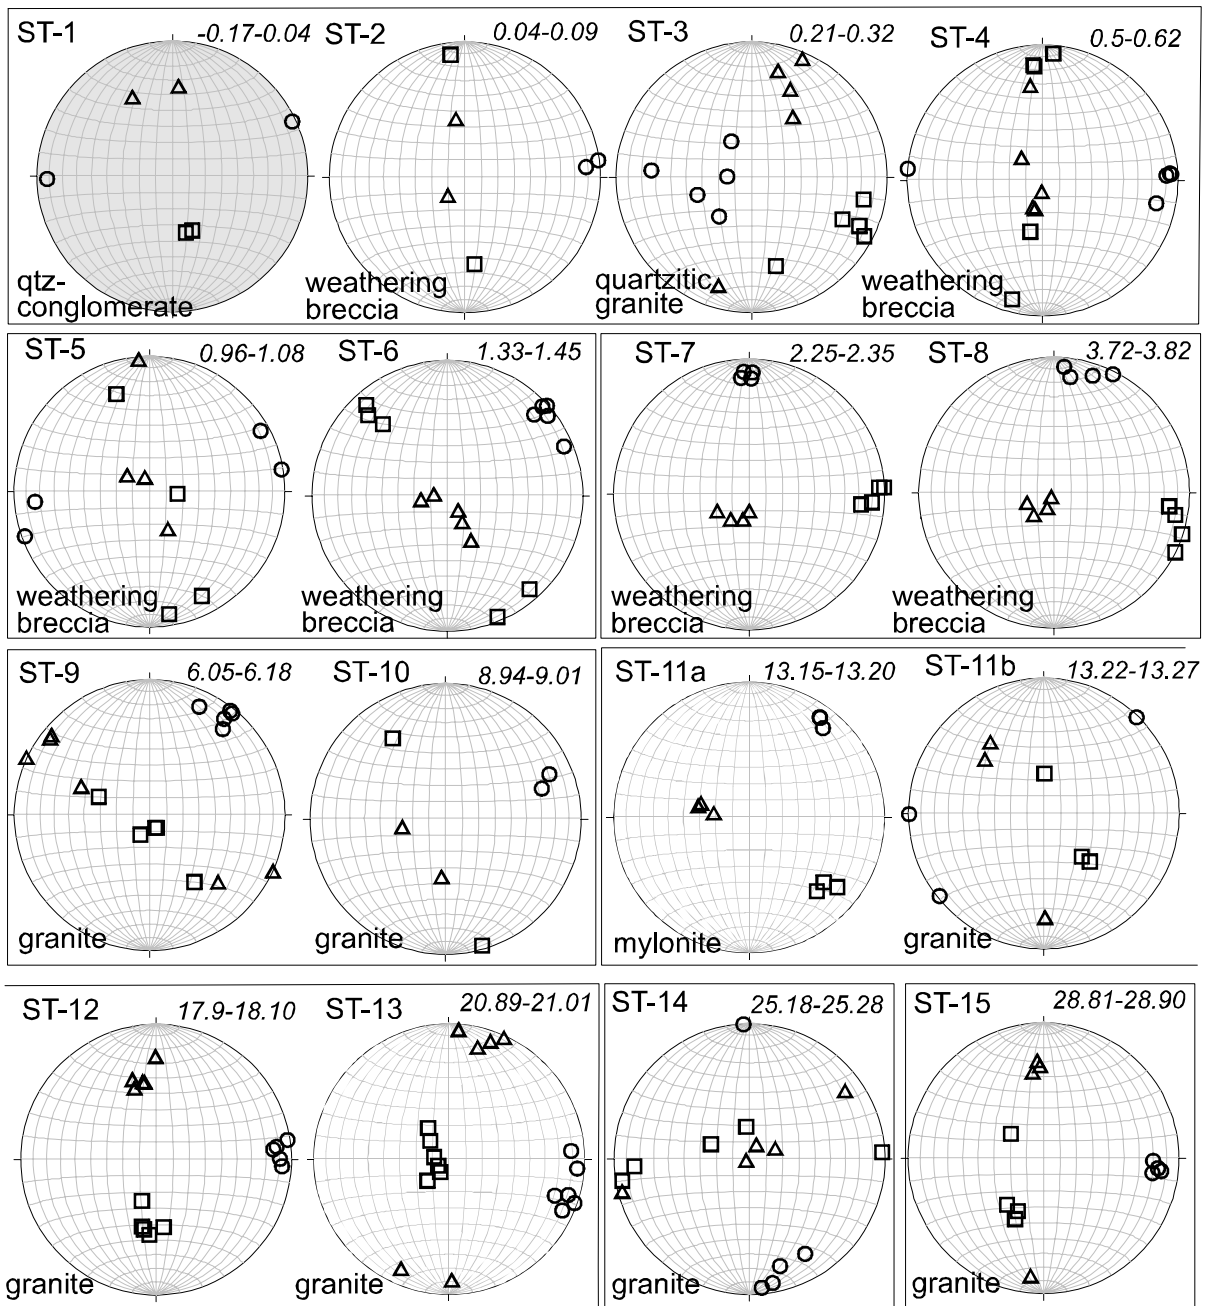 ST-1
-0.17-0.04
qtz-
conglomerate
ST-2
0.04-0.09
weathering
breccia
ST-3
0.21-0.32
quartzitic
granite
ST-4
0.5-0.62
weathering
breccia
ST-5
0.96-1.08
weathering
breccia
ST-6
1.33-1.45
weathering
breccia
ST-7
2.25-2.35
weathering
breccia
ST-8
3.72-3.82
weathering
breccia
ST-9
6.05-6.18
granite
ST-10
8.94-9.01
granite
ST-11a
13.15-13.20
mylonite
ST-11b
13.22-13.27
granite
ST-12
17.9-18.10
granite
ST-13
20.89-21.01
granite
ST-14
25.18-25.28
granite
ST-15
28.81-28.90
granite